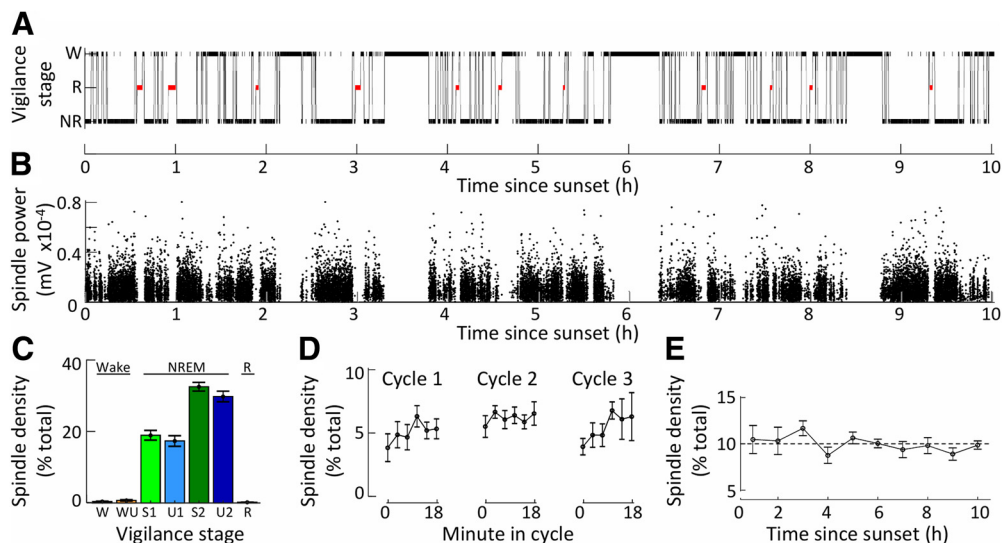 A
Vigilance
stage
W
R
NR
0 1 2 3 4 5 6 7 8 9 10
Time since sunset (h)
B
Spindle power
(mV x10-4)
0.8
0.4
0
0 1 2 3 4 5 6 7 8 9 10
Time since sunset (h)
C
Spindle density
(% total)
40
20
0
Wake NREM R
W WU S1 U1 S2 U2 R
Vigilance stage
D
Spindle density
(% total)
10
5
0
Cycle 1 Cycle 2 Cycle 3
0 18 0 18 0 18
Minute in cycle
E
Spindle density
(% total)
15
10
5
0 2 4 6 8 10
Time since sunset (h)